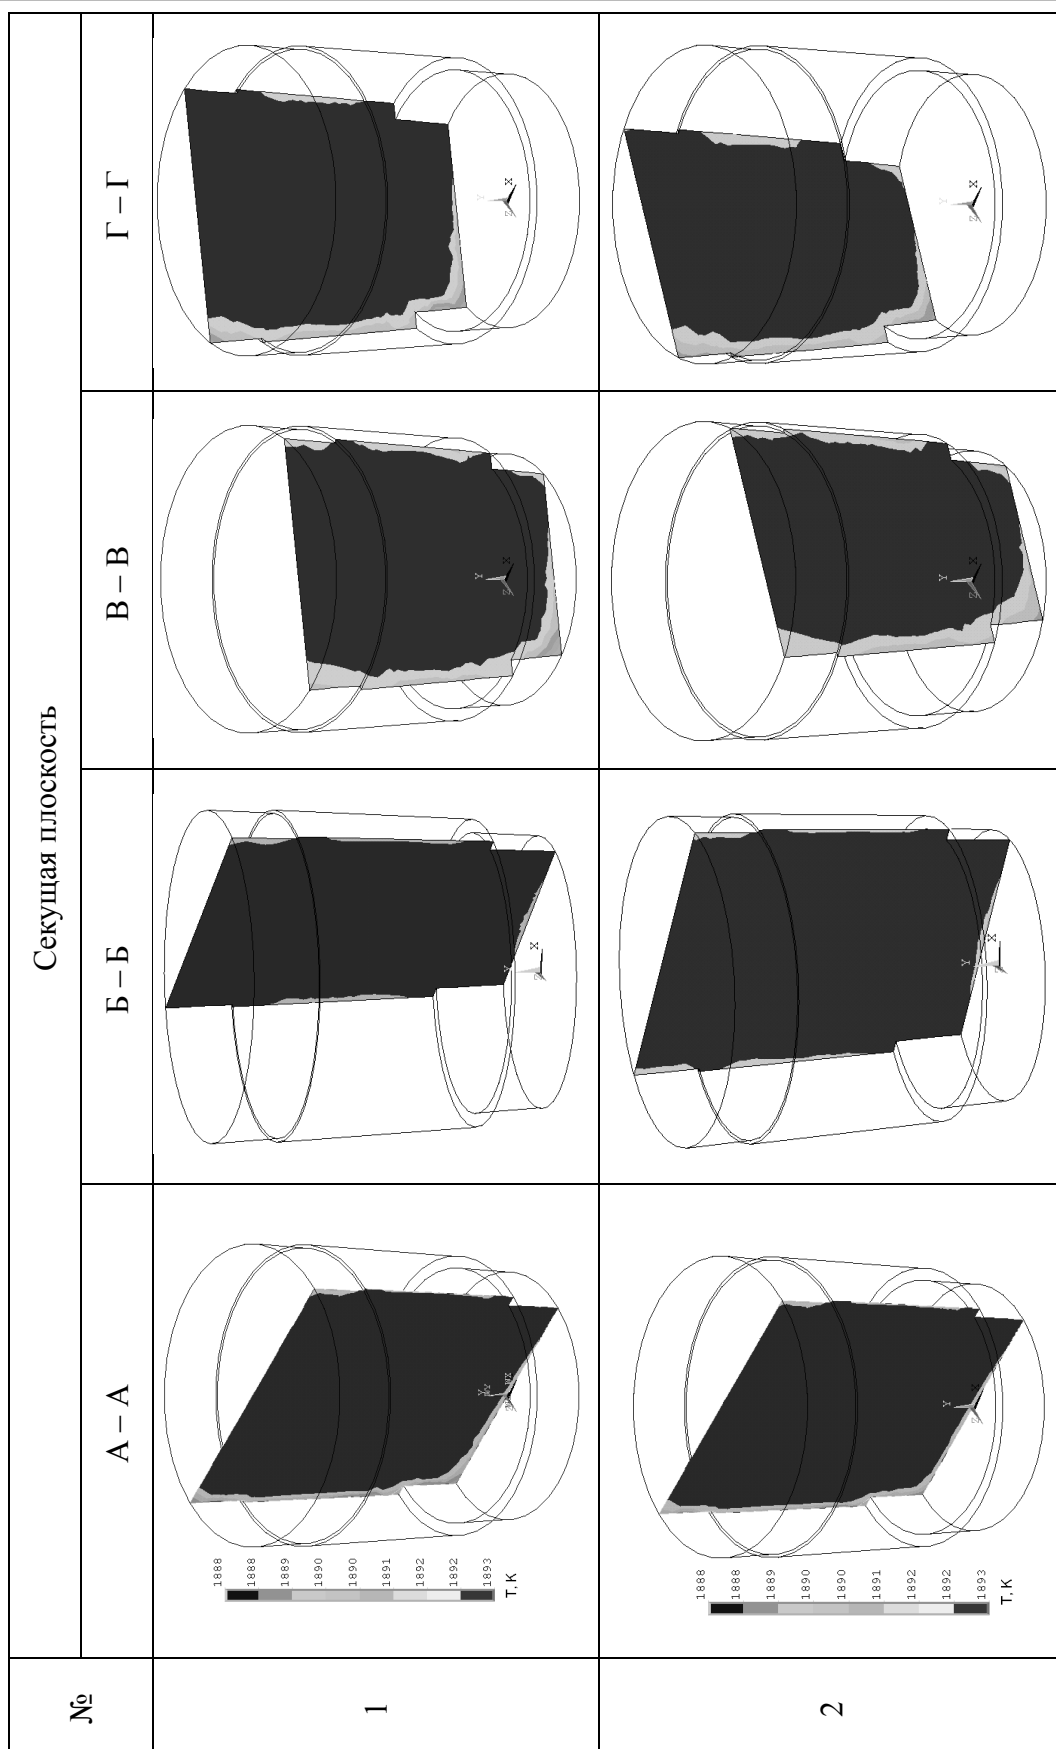 №
Секущая плоскость
А – А
Б – Б
В – В
Г – Г
1
1888
1888
1889
1890
1890
1891
1892
1892
1893
T, K
Z
Y
X
Z
X
Z
Y
X
Z
X
2
1888
1888
1889
1890
1890
1891
1892
1892
1893
T, K
Z
Y
X
Z
Y
X
Z
Y
X
Z
X